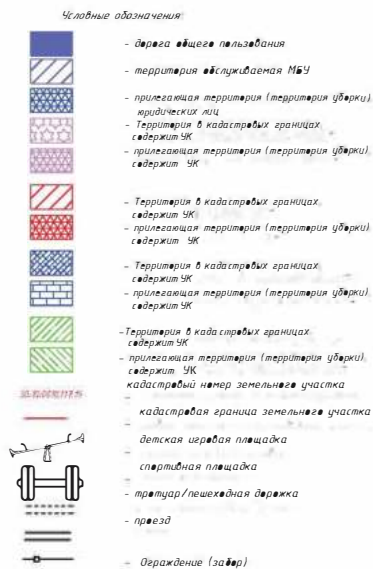 Условные обозначения
- дорога общего пользования
- территория обслуживаемая МБУ
- прилегающая территория (территория уборки)
юридических лиц
- Территория в кадастровых границах
содержит УК
- прилегающая территория (территория уборки)
содержит УК
- Территория в кадастровых границах
содержит УК
- прилегающая территория (территория уборки)
содержит УК
- Территория в кадастровых границах
содержит УК
- прилегающая территория (территория уборки)
содержит УК
-Территория в кадастровых границах
содержит УК
- прилегающая территория (территория уборки)
содержит УК
кадастровый номер земельного участка
кадастровая граница земельного участка
детская игровая площадка
спортивная площадка
- тротуар/пешеходная дорожка
- проезд
- Ограждение (забор)